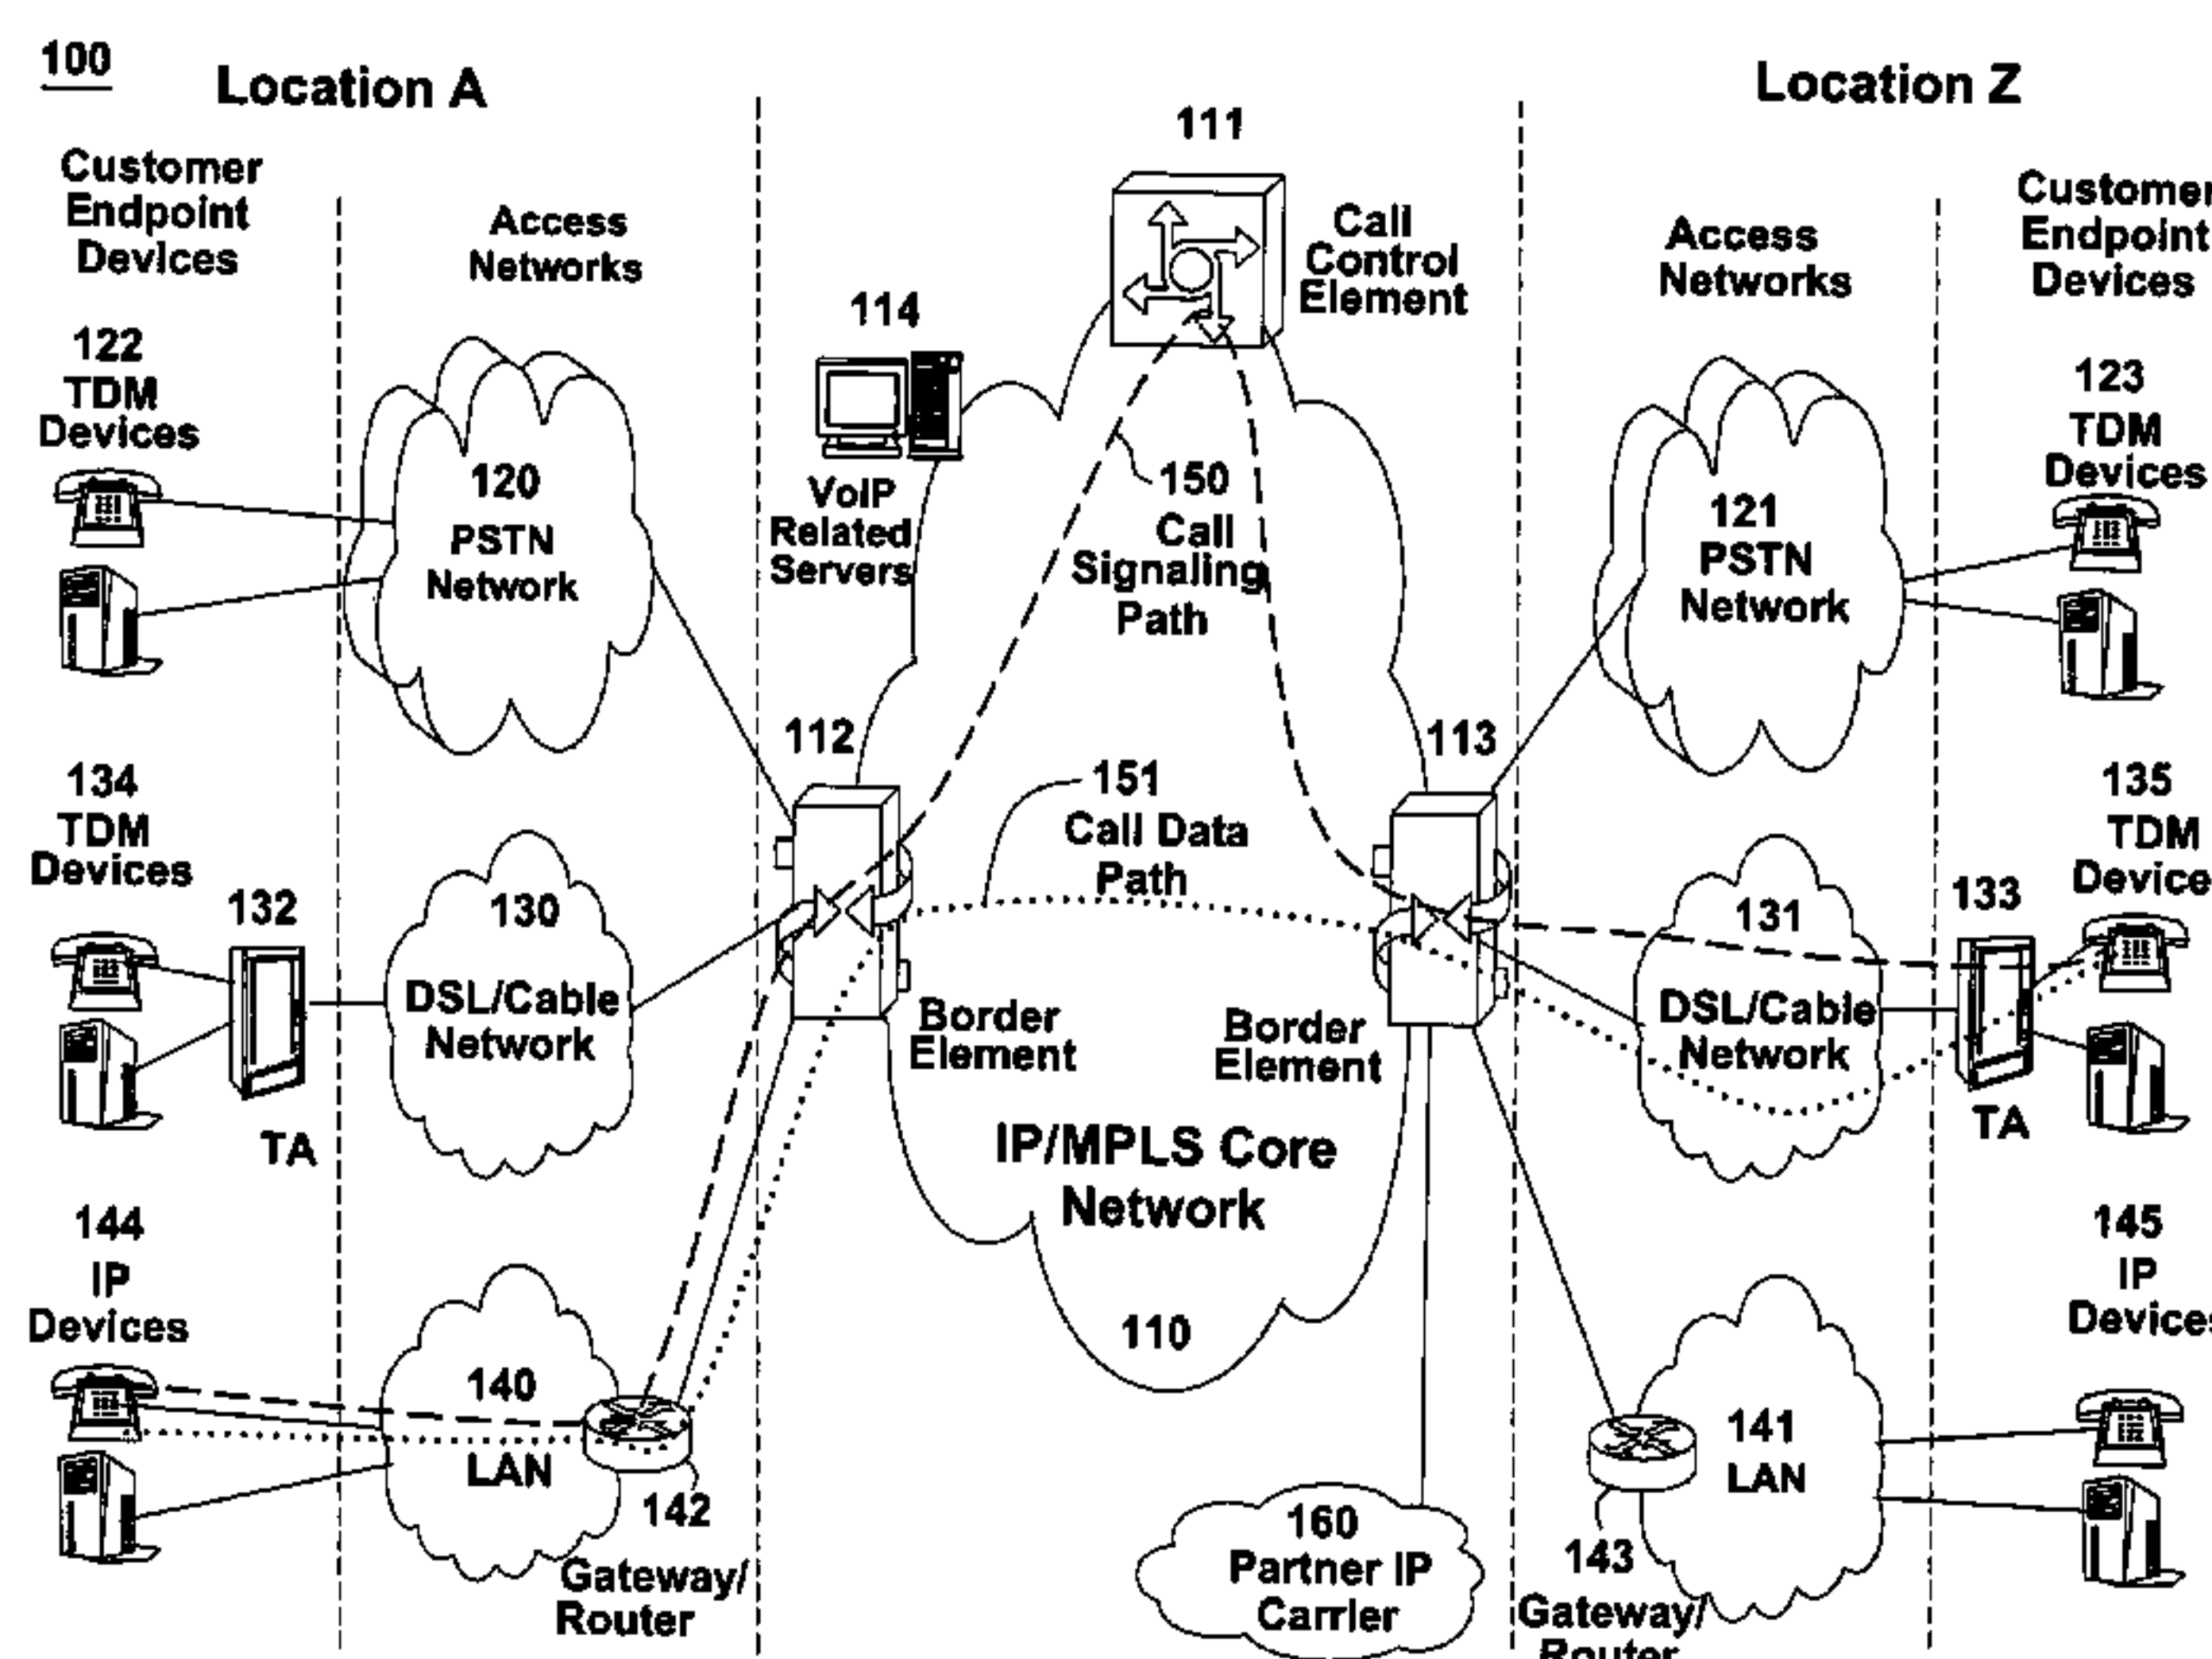 100
Location A
Location Z
Customer
Endpoint
Devices
Access
Networks
111
Call
Control
Element
Access
Networks
Customer
Endpoint
Devices
122
TDM
Devices
114
VoIP
Related
Servers
120
PSTN
Network
150
Call
Signaling
Path
121
PSTN
Network
123
TDM
Devices
112
113
151
Call Data
Path
134
TDM
Devices
132
TA
130
DSL/Cable
Network
Border
Element
Border
Element
131
DSL/Cable
Network
133
TA
135
TDM
Device
IP/MPLS Core
Network
110
144
IP
Devices
140
LAN
142
Gateway/
Router
160
Partner IP
Carrier
141
LAN
143
Gateway/
Router
145
IP
Devices